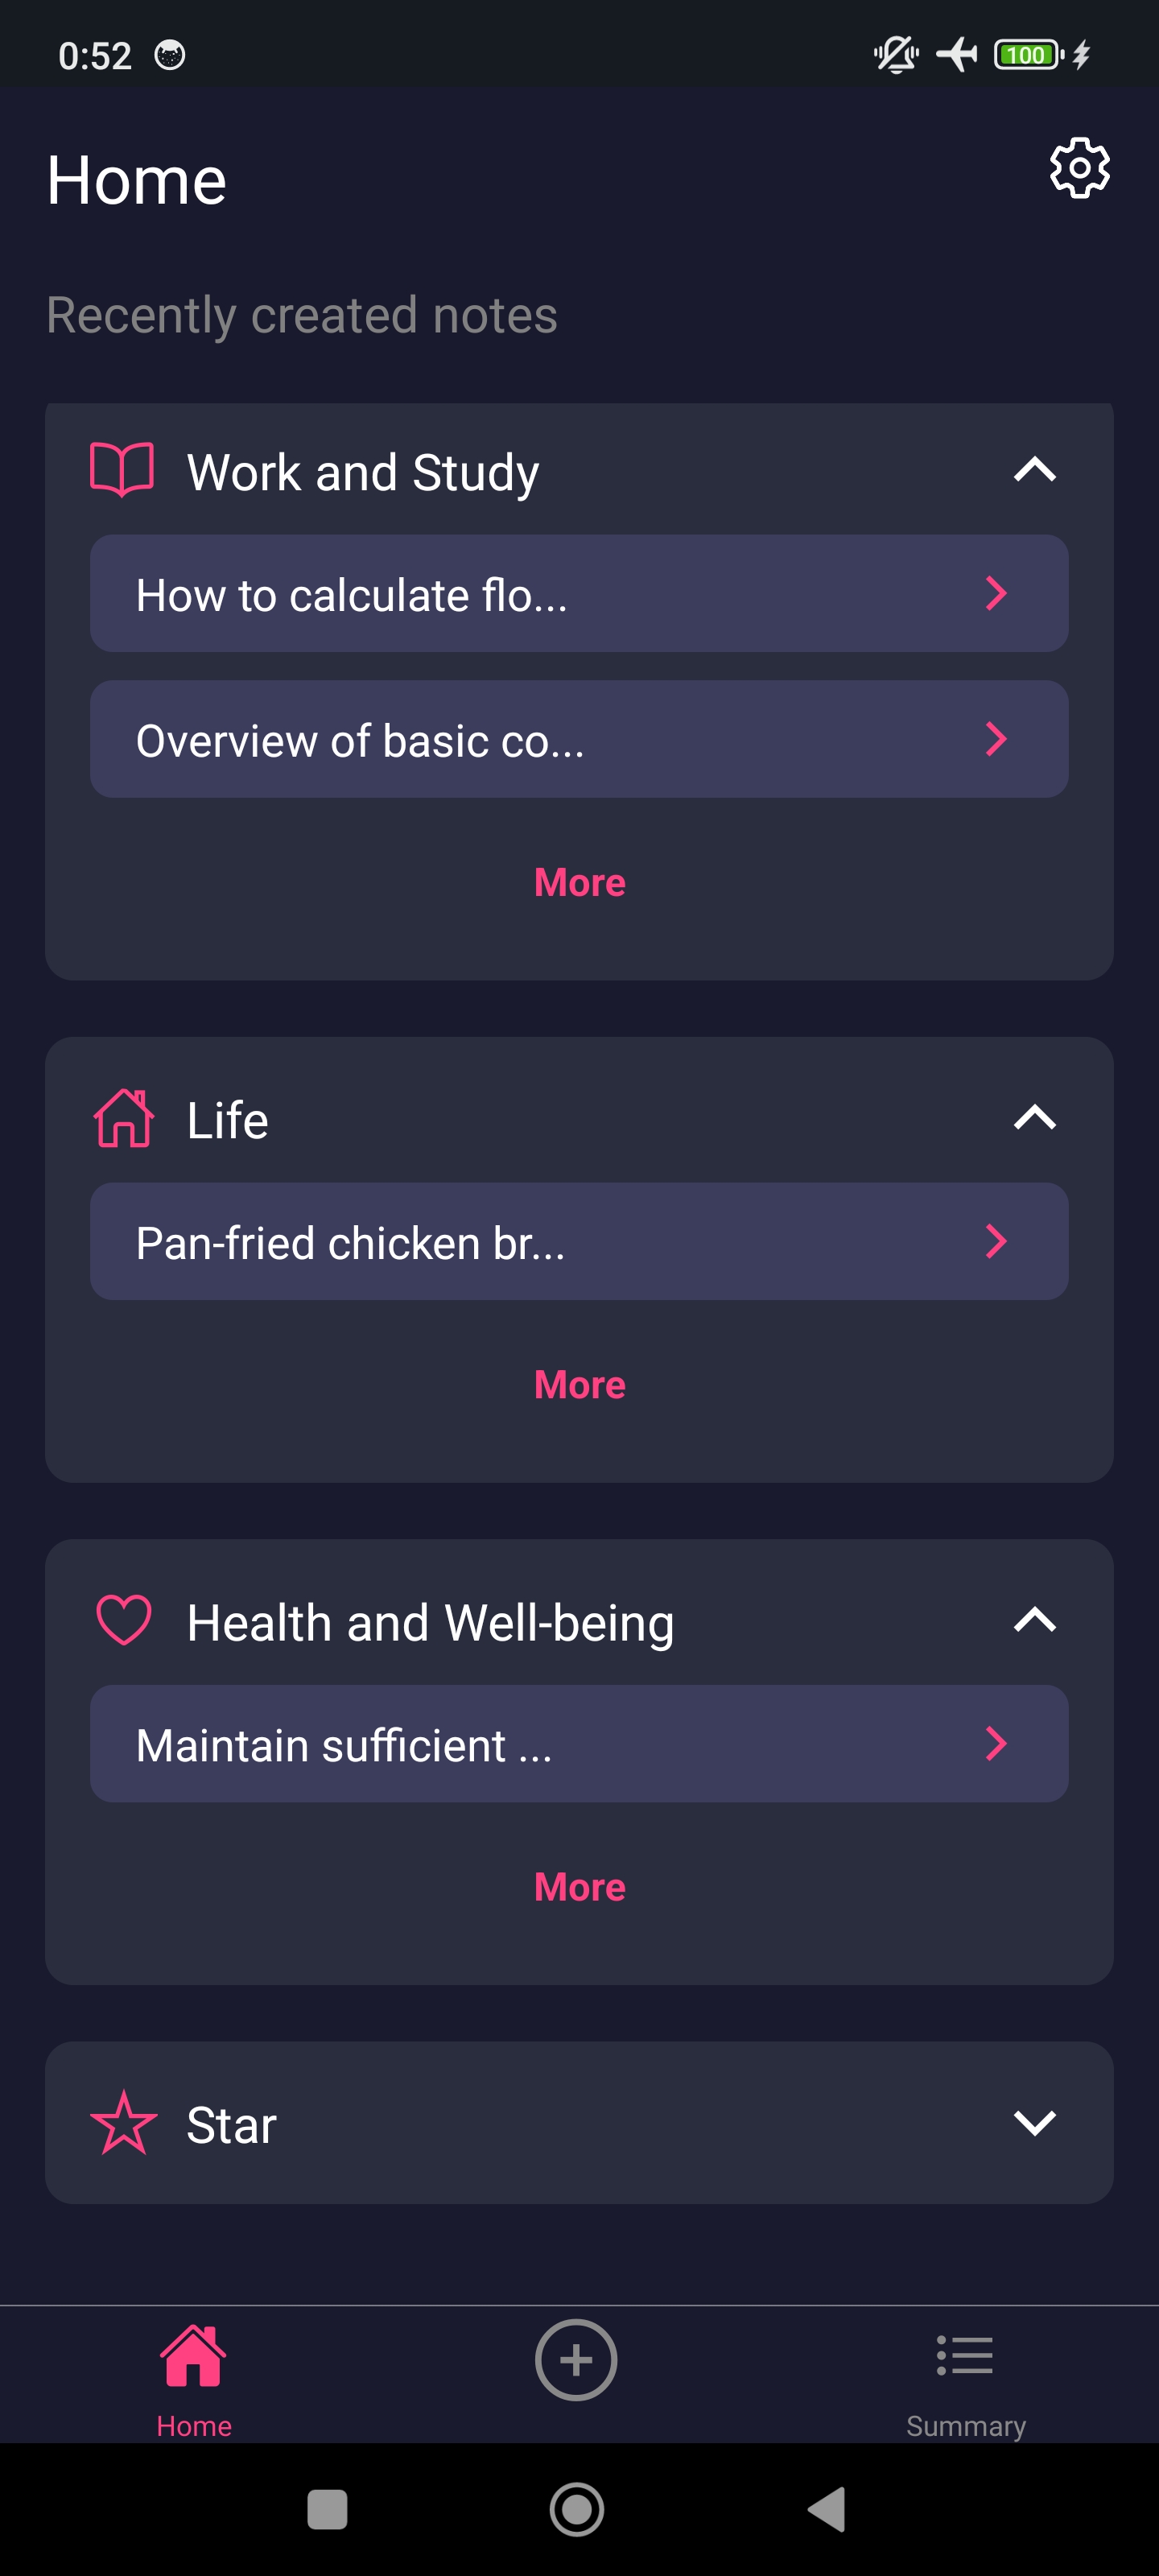 0:52
100
Home
Recently created notes
Work and Study
How to calculate flo...
Overview of basic co...
More
Life
Pan-fried chicken br...
More
Health and Well-being
Maintain sufficient ...
More
Star
Home
Summary